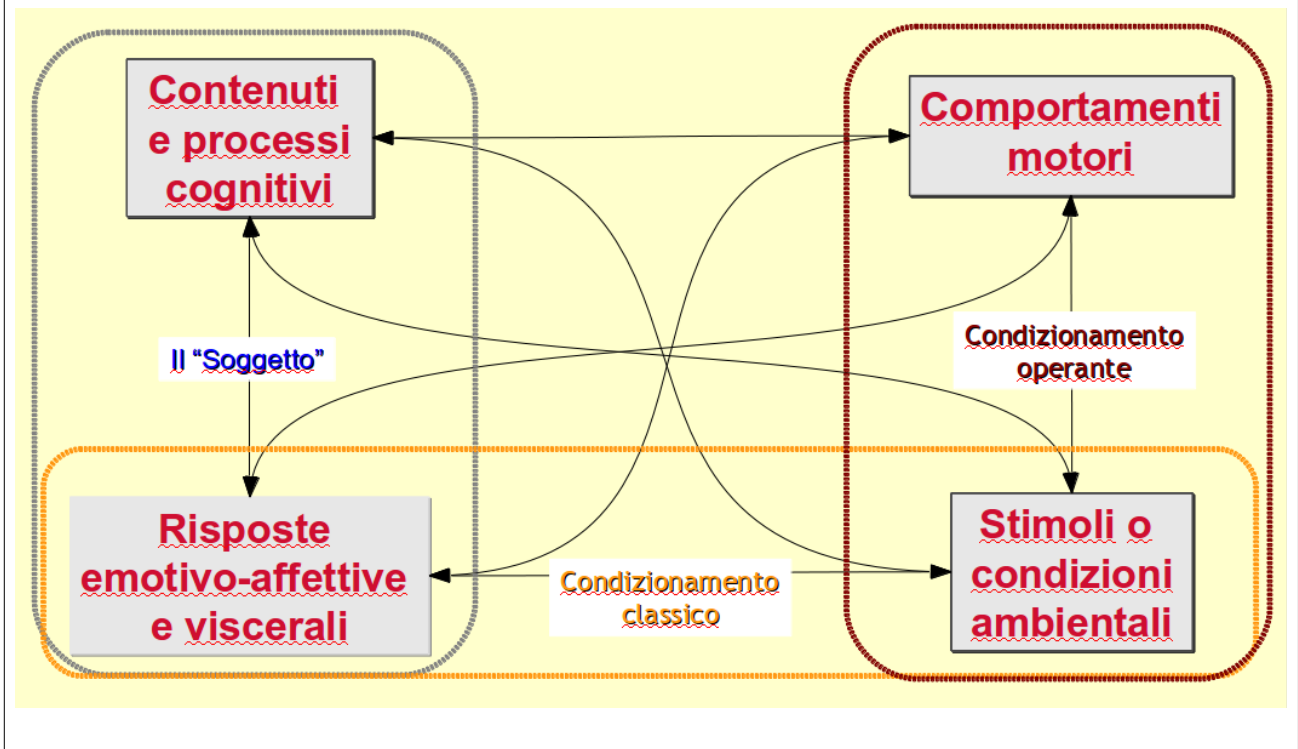 Contenuti
e processi
cognitivi
Comportamenti
motori
Il “Soggetto”
Condizionamento
operante
Risposte
emotivo-affettive
e viscerali
Condizionamento
classico
Stimoli o
condizioni
ambientali